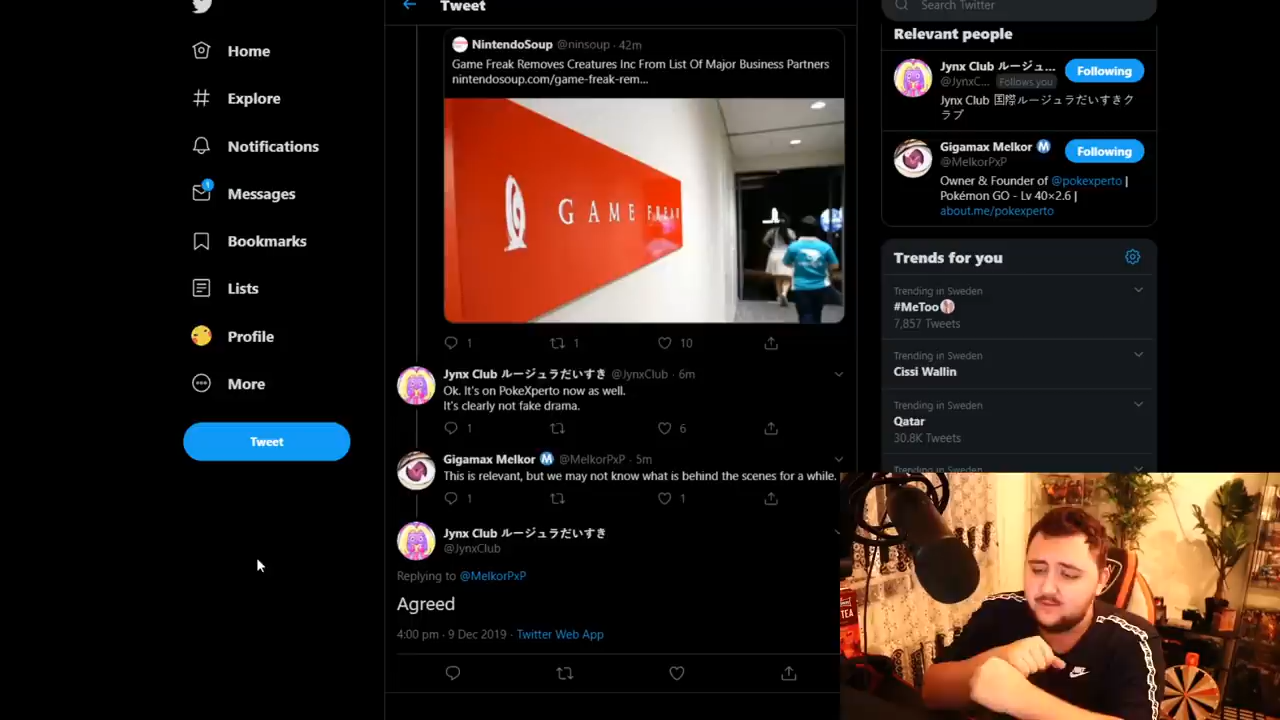 Home
Explore
Notifications
1
Messages
Bookmarks
Lists
Profile
More
Tweet
Tweet
NintendoSoup @ninsoup · 42m
Game Freak Removes Creatures Inc From List Of Major Business Partners
nintendosoup.com/game-freak-rem...
GAME FREAK
1 1 10
Jynx Club ルージュラだいすき @JynxClub · 6m
Ok. It's on PokeXperto now as well.
It's clearly not fake drama.
1 6
Gigamax Melkor M @MelkorPxP · 5m
This is relevant, but we may not know what is behind the scenes for a while.
1 1
Jynx Club ルージュラだいすき
@JynxClub
Replying to @MelkorPxP
Agreed
4:00 pm · 9 Dec 2019 · Twitter Web App
Search Twitter
Relevant people
Jynx Club ルージュ...
@JynxC... Follows you
Following
Jynx Club 国際ルージュラだいすきク
ラブ
Gigamax Melkor M
@MelkorPxP
Following
Owner & Founder of @pokexperto |
Pokémon GO - Lv 40×2.6 |
about.me/pokexperto
Trends for you
Trending in Sweden
#MeToo
7,857 Tweets
Trending in Sweden
Cissi Wallin
Trending in Sweden
Qatar
30.8K Tweets
Trending in Sweden
TEA